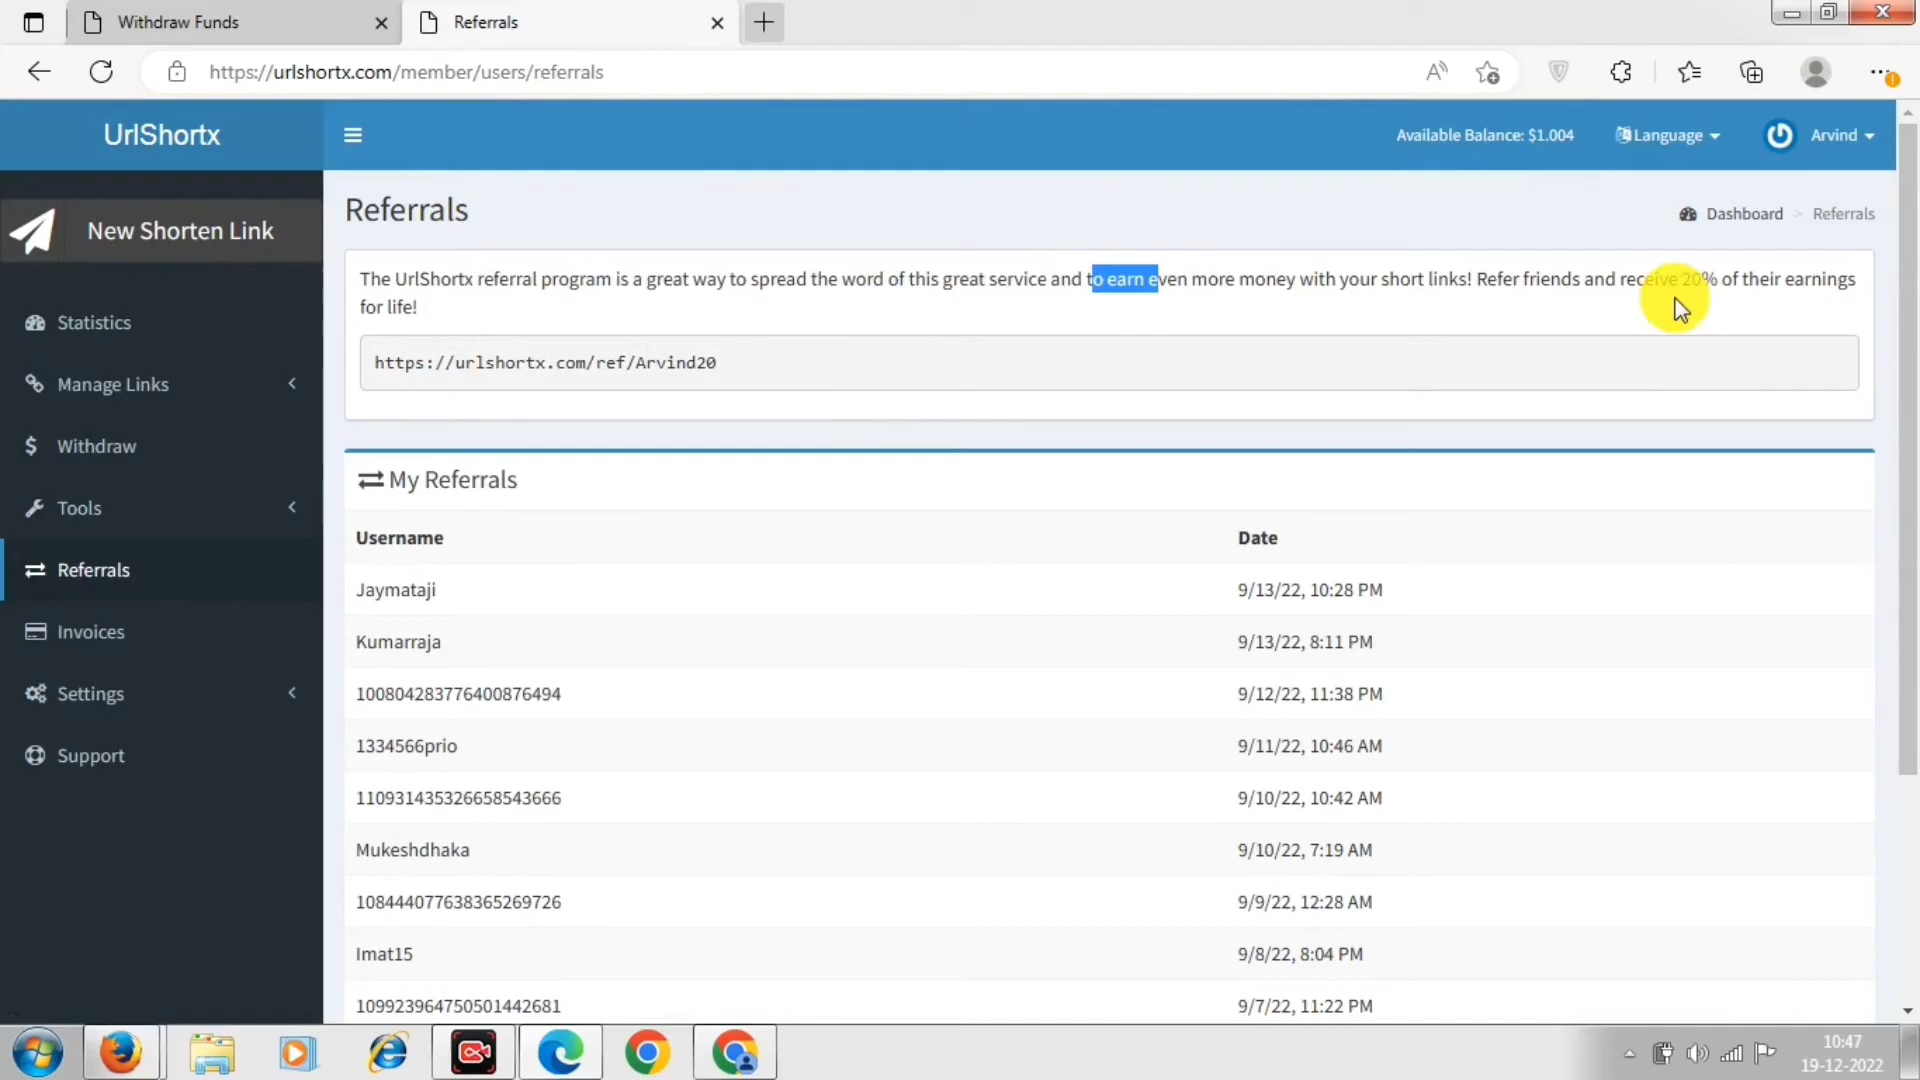 Withdraw Funds
Referrals
https://urlshortx.com/member/users/referrals
UrlShortx
Available Balance: $1.004
Language
Arvind
New Shorten Link
Referrals
Dashboard > Referrals
The UrlShortx referral program is a great way to spread the word of this great service and to earn even more money with your short links! Refer friends and receive 20% of their earnings
for life!
https://urlshortx.com/ref/Arvind20
Statistics
Manage Links
Withdraw
Tools
Referrals
Invoices
Settings
Support
My Referrals
Username Date
Jaymataji 9/13/22, 10:28 PM
Kumarraja 9/13/22, 8:11 PM
100804283776400876494 9/12/22, 11:38 PM
1334566prio 9/11/22, 10:46 AM
110931435326658543666 9/10/22, 10:42 AM
Mukeshdhaka 9/10/22, 7:19 AM
108444077638365269726 9/9/22, 12:28 AM
Imat15 9/8/22, 8:04 PM
109923964750501442681 9/7/22, 11:22 PM
10:47
19-12-2022